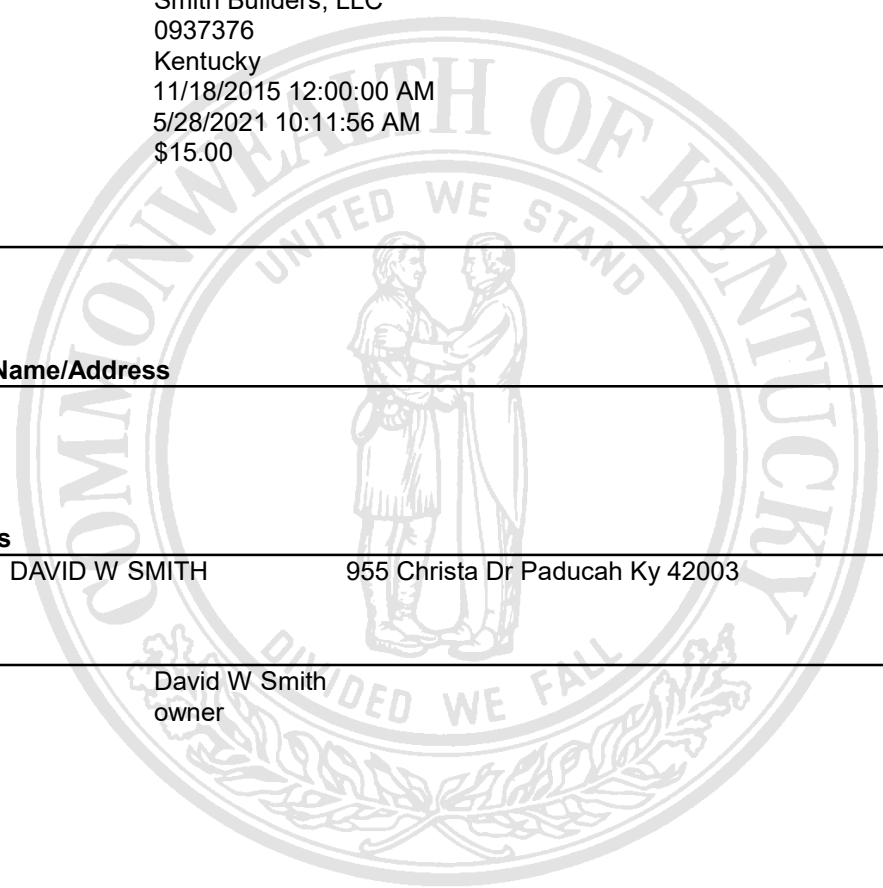 Smith Builders, LLC
0937376
Kentucky
11/18/2015 12:00:00 AM
5/28/2021 10:11:56 AM
$15.00
COMMONWEALTH OF KENTUCKY
UNITED WE STAND
Name/Address
s
DAVID W SMITH 955 Christa Dr Paducah Ky 42003
DIVIDED WE FALL
David W Smith
owner